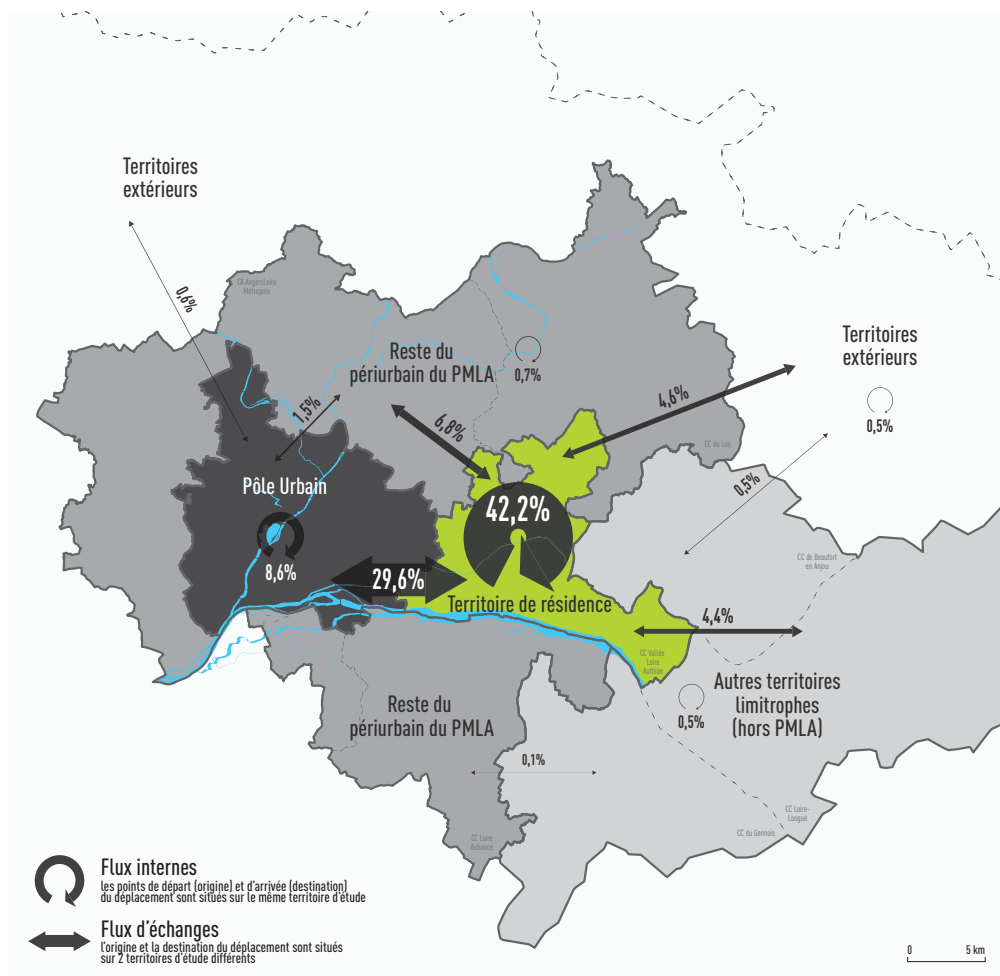 Territoires
extérieurs
0,6%
CA AngersLoire
Métropole
Reste du
périurbain du PMLA
0,7%
Territoires
extérieurs
0,5%
1,5%
6,8%
4,6%
CC du Loir
Pôle Urbain
42,2%
0,5%
8,6%
29,6%
CC de Beaufort
en Anjou
Territoire de résidence
4,4%
CC Vallée
Loire
Authion
Autres territoires
limitrophes
(hors PMLA)
0,5%
Reste du
périurbain du PMLA
0,1%
CC Loire
Aubance
CC du Gennois
CC Loire-
Longué
Flux internes
les points de départ (origine) et d'arrivée (destination)
du déplacement sont situés sur le même territoire d'étude
Flux d'échanges
l'origine et la destination du déplacement sont situés
sur 2 territoires d'étude différents
0 5 km